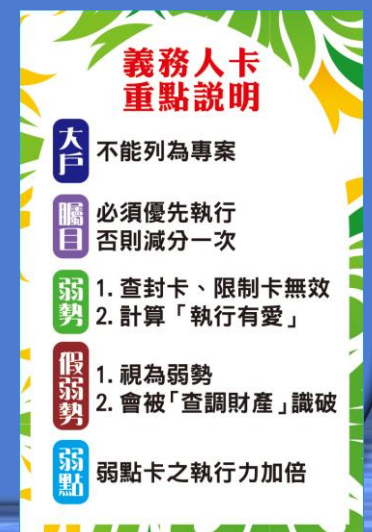 義務人卡
重點說明
大戶
不能列為專案
矚目
必須優先執行
否則減分一次
弱勢
1. 查封卡、限制卡無效
2. 計算「執行有愛」
假弱勢
1. 視為弱勢
2. 會被「查調財產」識破
弱點
弱點卡之執行力加倍